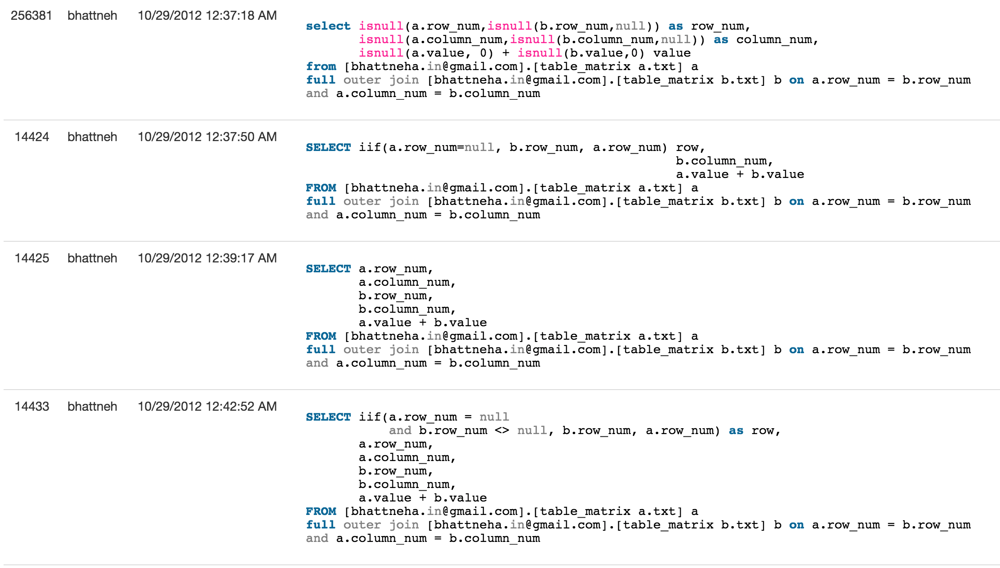 256381 bhattneh 10/29/2012 12:37:18 AM
select isnull(a.row_num,isnull(b.row_num,null)) as row_num,
isnull(a.column_num,isnull(b.column_num,null)) as column_num,
isnull(a.value, 0) + isnull(b.value,0) value
from [bhattneha.in@gmail.com].[table_matrix a.txt] a
full outer join [bhattneha.in@gmail.com].[table_matrix b.txt] b on a.row_num = b.row_num
and a.column_num = b.column_num
14424 bhattneh 10/29/2012 12:37:50 AM
SELECT iif(a.row_num=null, b.row_num, a.row_num) row,
b.column_num,
a.value + b.value
FROM [bhattneha.in@gmail.com].[table_matrix a.txt] a
full outer join [bhattneha.in@gmail.com].[table_matrix b.txt] b on a.row_num = b.row_num
and a.column_num = b.column_num
14425 bhattneh 10/29/2012 12:39:17 AM
SELECT a.row_num,
a.column_num,
b.row_num,
b.column_num,
a.value + b.value
FROM [bhattneha.in@gmail.com].[table_matrix a.txt] a
full outer join [bhattneha.in@gmail.com].[table_matrix b.txt] b on a.row_num = b.row_num
and a.column_num = b.column_num
14433 bhattneh 10/29/2012 12:42:52 AM
SELECT iif(a.row_num = null
and b.row_num <> null, b.row_num, a.row_num) as row,
a.row_num,
a.column_num,
b.row_num,
b.column_num,
a.value + b.value
FROM [bhattneha.in@gmail.com].[table_matrix a.txt] a
full outer join [bhattneha.in@gmail.com].[table_matrix b.txt] b on a.row_num = b.row_num
and a.column_num = b.column_num